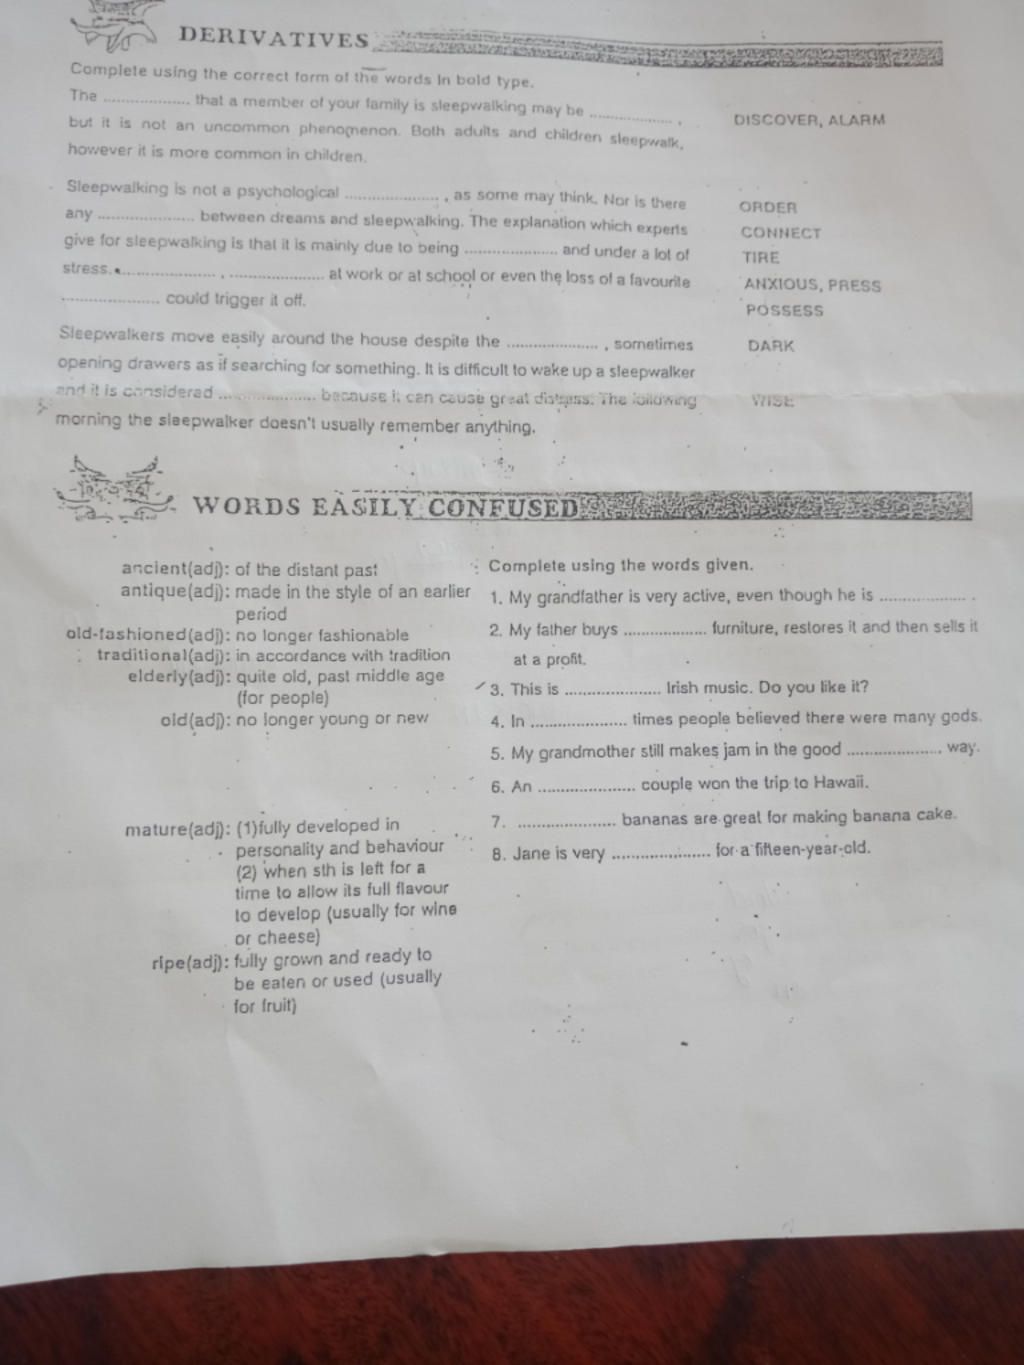 DERIVATIVES
Complete using the correct form of the words in bold type.
The .................. that a member of your family is sleepwalking may be .................. , DISCOVER, ALARM
but it is not an uncommon phenomenon. Both adults and children sleepwalk,
however it is more common in children.
Sleepwalking is not a psychological .................... , as some may think. Nor is there ORDER
any .................... between dreams and sleepwalking. The explanation which experts CONNECT
give for sleepwalking is that it is mainly due to being .................... and under a lot of TIRE
stress. .................... , .................... at work or at school or even the loss of a favourite ANXIOUS, PRESS
.................... could trigger it off. POSSESS
Sleepwalkers move easily around the house despite the .................... , sometimes DARK
opening drawers as if searching for something. It is difficult to wake up a sleepwalker
and it is considered .................... because it can cause great distress. The following WISE
morning the sleepwalker doesn't usually remember anything.
WORDS EASILY CONFUSED
ancient(adj): of the distant past
antique(adj): made in the style of an earlier
period
old-fashioned(adj): no longer fashionable
traditional(adj): in accordance with tradition
elderly(adj): quite old, past middle age
(for people)
old(adj): no longer young or new
mature(adj): (1)fully developed in
personality and behaviour
(2) when sth is left for a
time to allow its full flavour
to develop (usually for wine
or cheese)
ripe(adj): fully grown and ready to
be eaten or used (usually
for fruit)
Complete using the words given.
1. My grandfather is very active, even though he is .................. .
2. My father buys .................. furniture, restores it and then sells it
at a profit.
3. This is .................... Irish music. Do you like it?
4. In .................... times people believed there were many gods.
5. My grandmother still makes jam in the good .................... way.
6. An .................... couple won the trip to Hawaii.
7. .................... bananas are great for making banana cake.
8. Jane is very .................... for a fifteen-year-old.